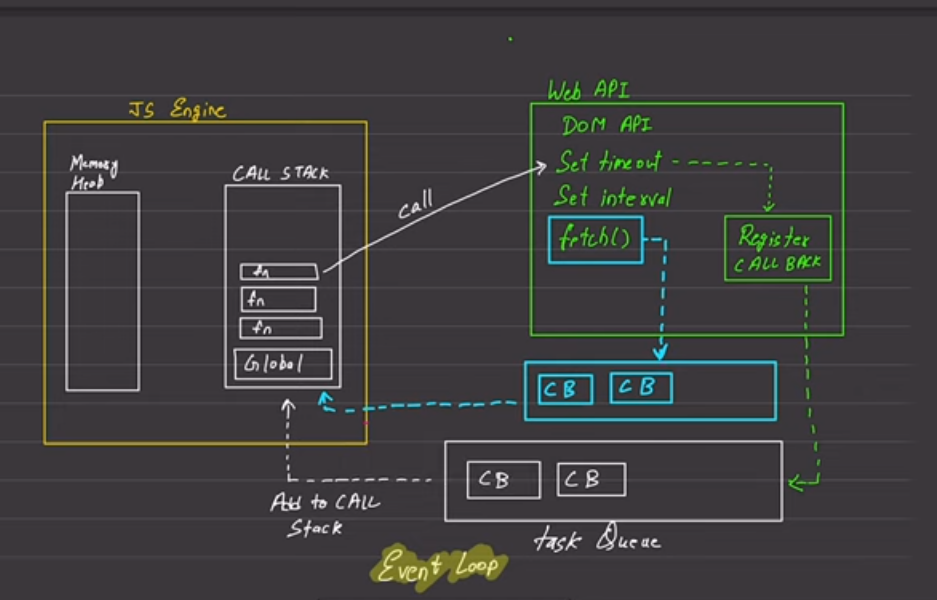 JS Engine
Memory
Heab
CALL STACK
fn
fn
fn
Global
call
Web API
DOM API
Set timeout
Set interval
fetch()
Register
CALL BACK
CB
CB
CB
CB
Add to CALL
Stack
task Queue
Event Loop